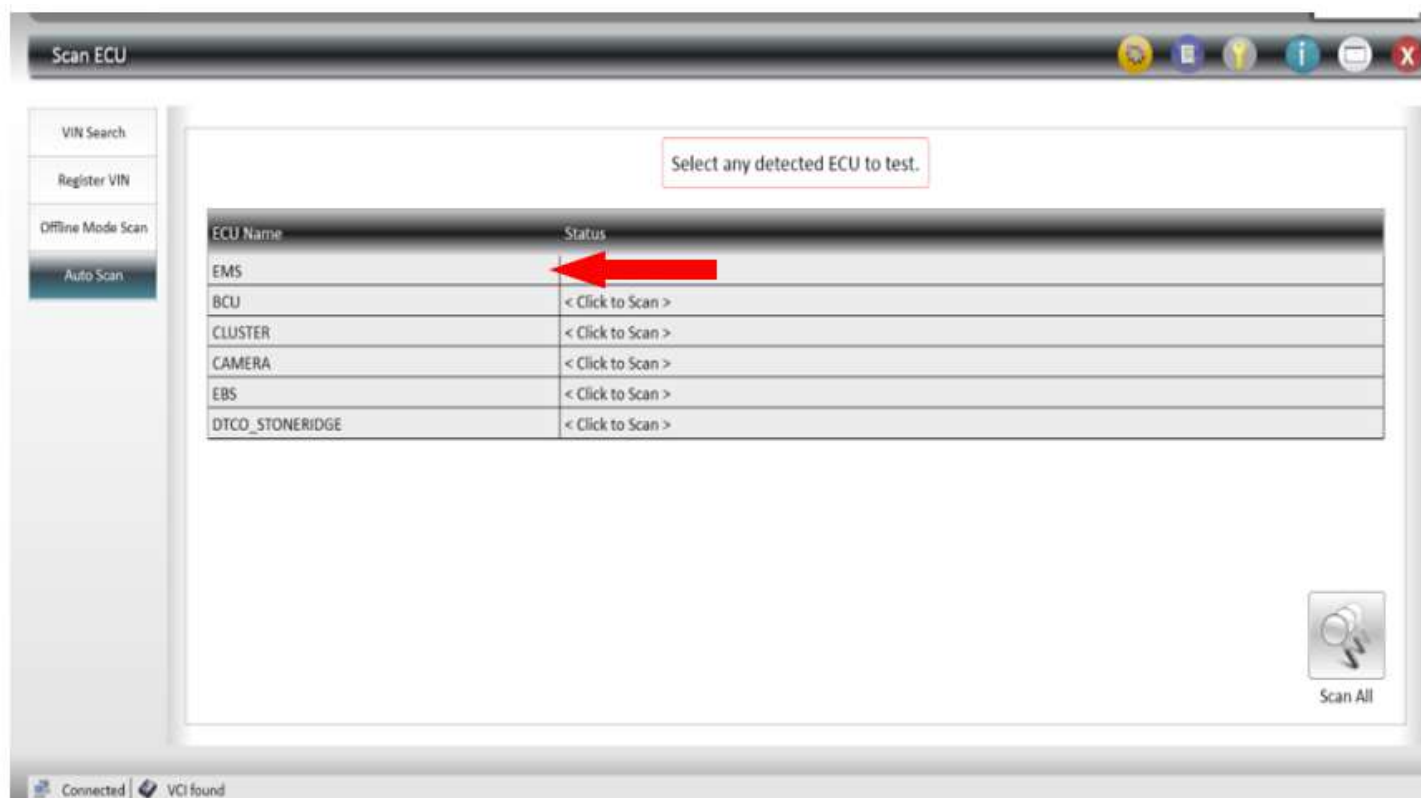 Scan ECU
VIN Search
Register VIN
Offline Mode Scan
Auto Scan
Select any detected ECU to test.
ECU Name Status
EMS
BCU < Click to Scan >
CLUSTER < Click to Scan >
CAMERA < Click to Scan >
EBS < Click to Scan >
DTCO_STONERIDGE < Click to Scan >
Scan All
Connected VCI found